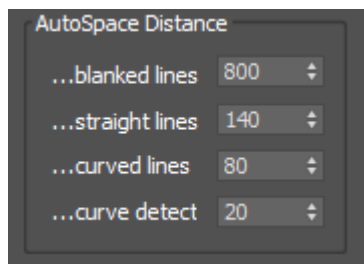 AutoSpace Distance
...blanked lines 800
...straight lines 140
...curved lines 80
...curve detect 20